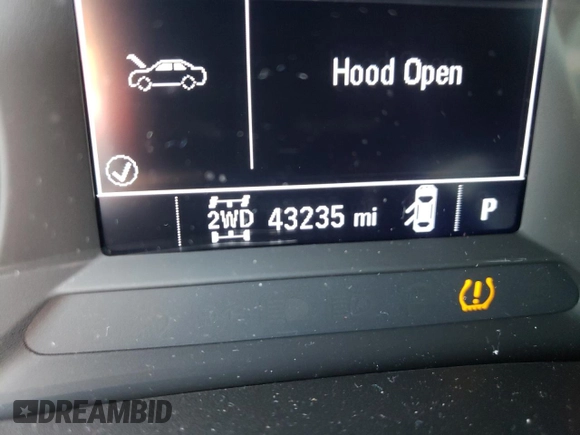 Hood Open
2WD 43235 mi P
DREAMBID